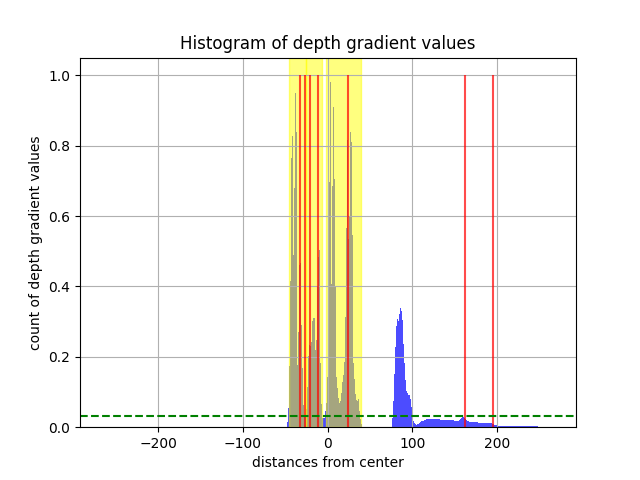 Histogram of depth gradient values
count of depth gradient values
1.0
0.8
0.6
0.4
0.2
0.0
−200 −100 0 100 200
distances from center